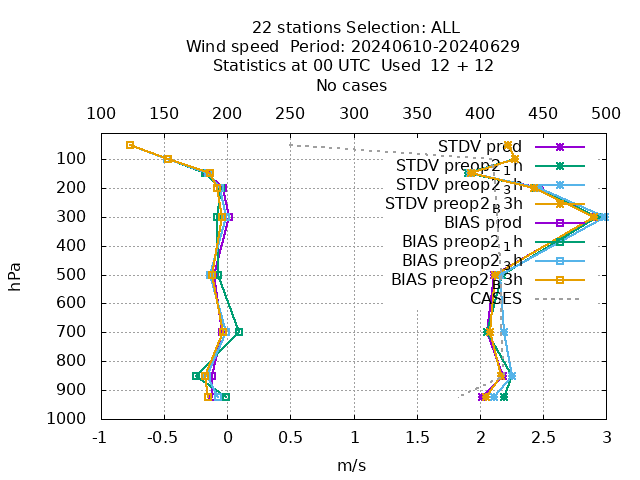 22 stations Selection: ALL
Wind speed  Period: 20240610-20240629
Statistics at 00 UTC  Used  12 + 12
No cases
100 150 200 250 300 350 400 450 500
STDV prod
STDV preop2_1h
STDV preop2_3h
STDV preop2_B3h
BIAS prod
BIAS preop2_1h
BIAS preop2_3h
BIAS preop2_B3h
CASES
100
200
300
400
500
600
700
800
900
1000
hPa
-1 -0.5 0 0.5 1 1.5 2 2.5 3
m/s